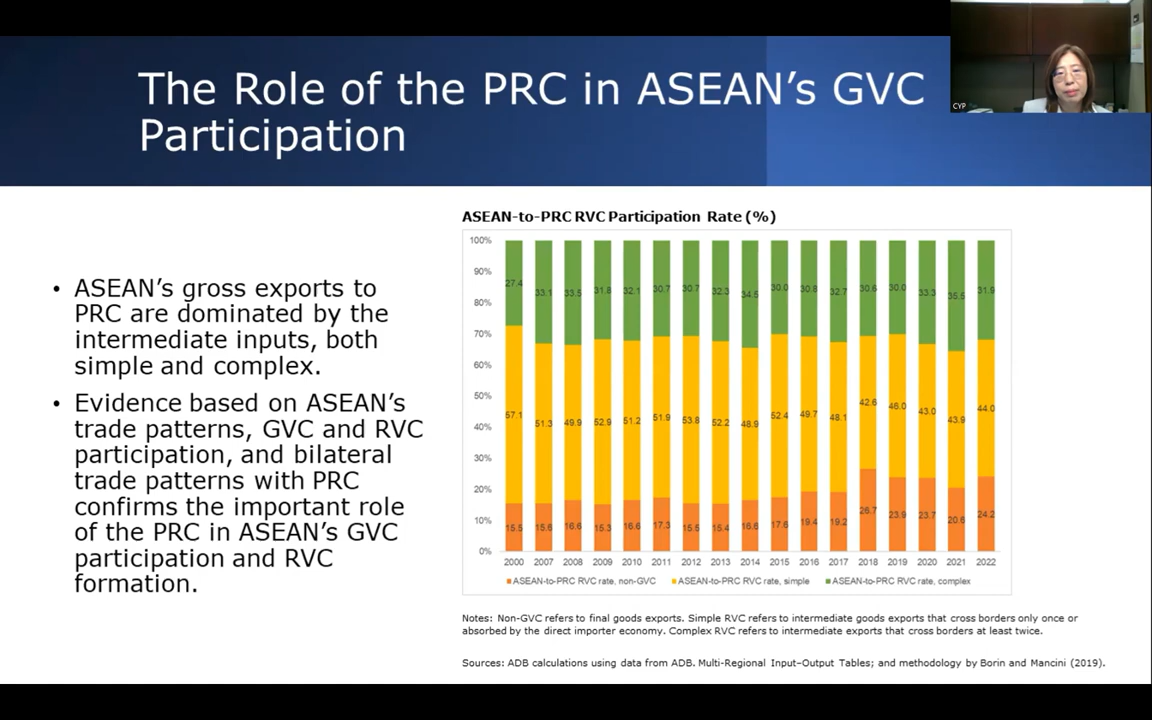 The Role of the PRC in ASEAN's GVC
Participation
CYP
• ASEAN's gross exports to
PRC are dominated by the
intermediate inputs, both
simple and complex.
• Evidence based on ASEAN's
trade patterns, GVC and RVC
participation, and bilateral
trade patterns with PRC
confirms the important role
of the PRC in ASEAN's GVC
participation and RVC
formation.
ASEAN-to-PRC RVC Participation Rate (%)
100%
90%
80%
70%
60%
50%
40%
30%
20%
10%
0%
27.4 33.1 33.5 31.8 32.1 30.7 30.7 32.3 34.5 30.0 30.8 32.7 30.6 30.0 33.3 35.5 31.9
57.1 51.3 49.9 52.9 51.2 51.9 53.8 52.2 48.9 52.4 49.7 48.1 42.6 46.0 43.0 43.9 44.0
15.5 15.6 16.6 15.3 16.6 17.3 15.5 15.4 16.6 17.6 19.4 19.2 26.7 23.9 23.7 20.6 24.2
2000 2007 2008 2009 2010 2011 2012 2013 2014 2015 2016 2017 2018 2019 2020 2021 2022
ASEAN-to-PRC RVC rate, non-GVC ASEAN-to-PRC RVC rate, simple ASEAN-to-PRC RVC rate, complex
Notes: Non-GVC refers to final goods exports. Simple RVC refers to intermediate goods exports that cross borders only once or
absorbed by the direct importer economy. Complex RVC refers to intermediate exports that cross borders at least twice.
Sources: ADB calculations using data from ADB. Multi-Regional Input–Output Tables; and methodology by Borin and Mancini (2019).